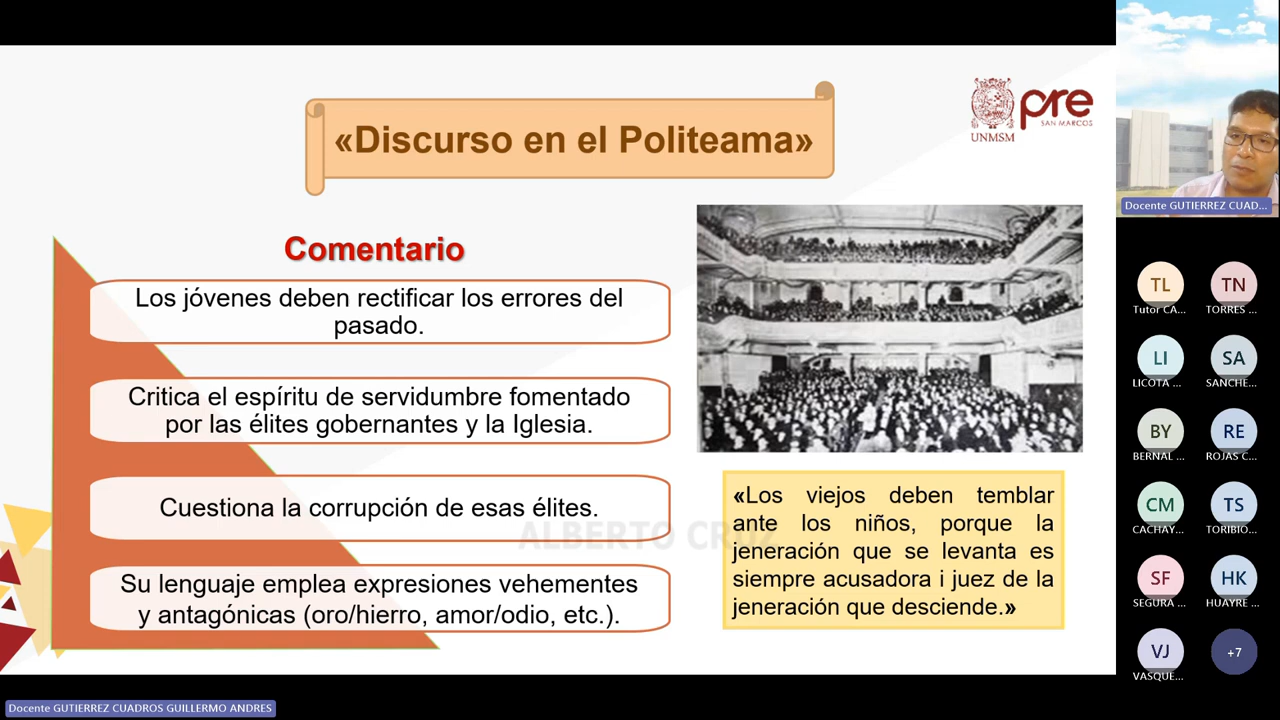 «Discurso en el Politeama»
UNMSM
pre
SAN MARCOS
Comentario
Los jóvenes deben rectificar los errores del
pasado.
Critica el espíritu de servidumbre fomentado
por las élites gobernantes y la Iglesia.
Cuestiona la corrupción de esas élites.
Su lenguaje emplea expresiones vehementes
y antagónicas (oro/hierro, amor/odio, etc.).
«Los viejos deben temblar
ante los niños, porque la
jeneración que se levanta es
siempre acusadora i juez de la
jeneración que desciende.»
ALBERTO CRUZ
Docente GUTIERREZ CUAD...
TL
Tutor CA...
TN
TORRES ...
LI
LICOTA ...
SA
SANCHE...
BY
BERNAL ...
RE
ROJAS C...
CM
CACHAY...
TS
TORIBIO...
SF
SEGURA ...
HK
HUAYRE ...
VJ
VASQUE...
+7
Docente GUTIERREZ CUADROS GUILLERMO ANDRES